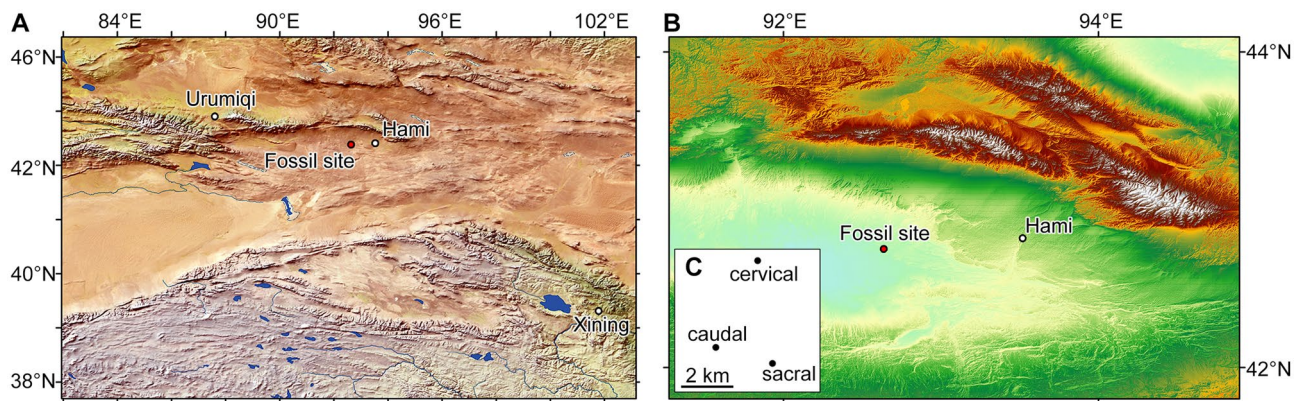 A
84°E
90°E
96°E
102°E
46°N
42°N
40°N
38°N
Urumiqi
Hami
Fossil site
Xining
B
92°E
94°E
44°N
42°N
Fossil site
Hami
C
cervical
caudal
sacral
2 km